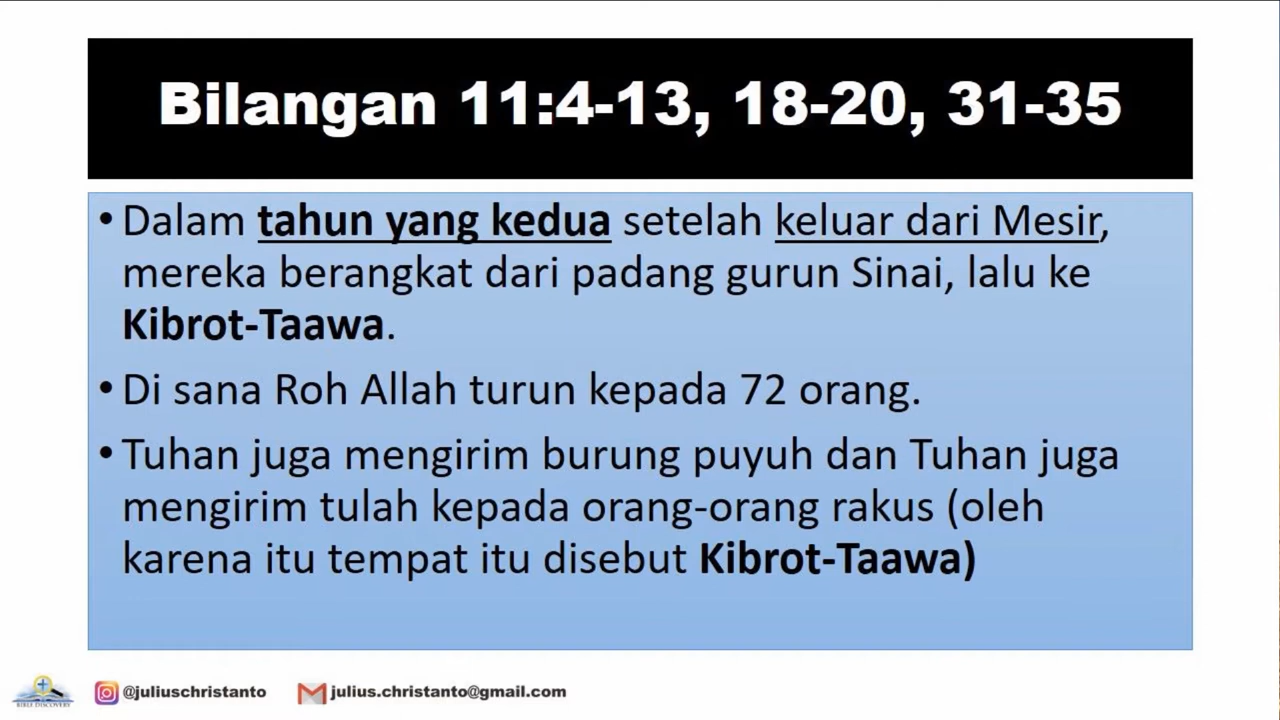 Bilangan 11:4-13, 18-20, 31-35
• Dalam tahun yang kedua setelah keluar dari Mesir,
mereka berangkat dari padang gurun Sinai, lalu ke
Kibrot-Taawa.
• Di sana Roh Allah turun kepada 72 orang.
• Tuhan juga mengirim burung puyuh dan Tuhan juga
mengirim tulah kepada orang-orang rakus (oleh
karena itu tempat itu disebut Kibrot-Taawa)
BIBLE DISCOVERY
@juliuschristanto
julius.christanto@gmail.com